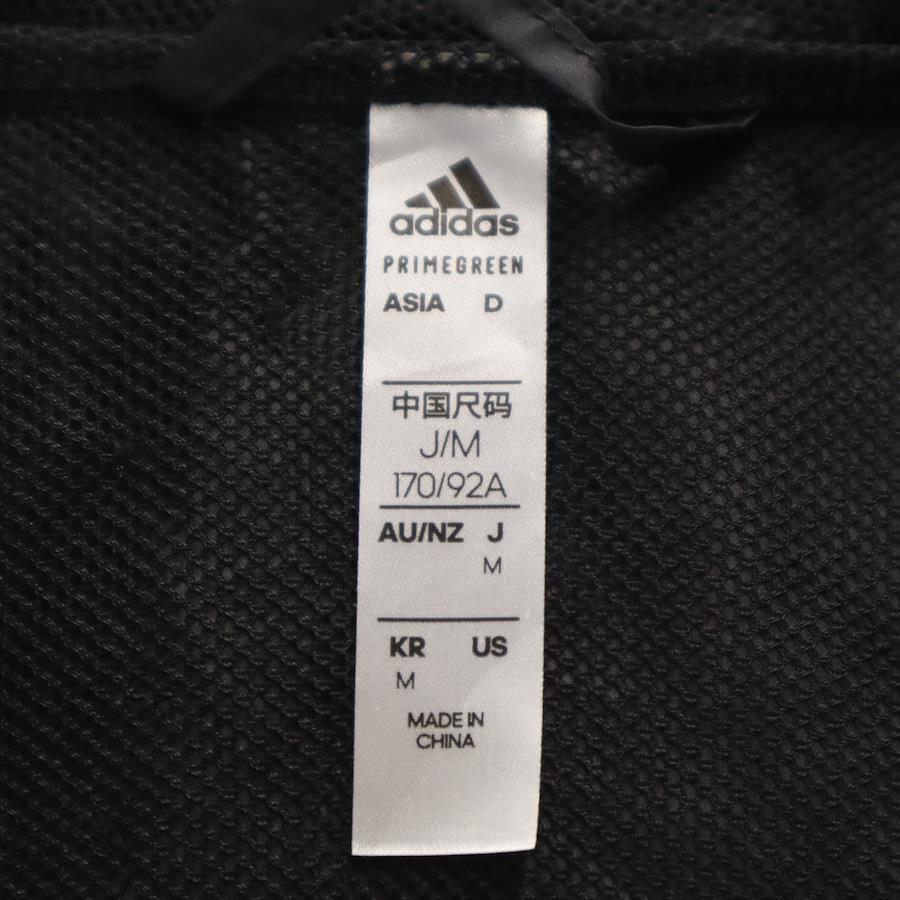 adidas
PRIMEGREEN
ASIA D
中国尺码
J/M
170/92A
AU/NZ J
M
KR US
M
MADE IN
CHINA